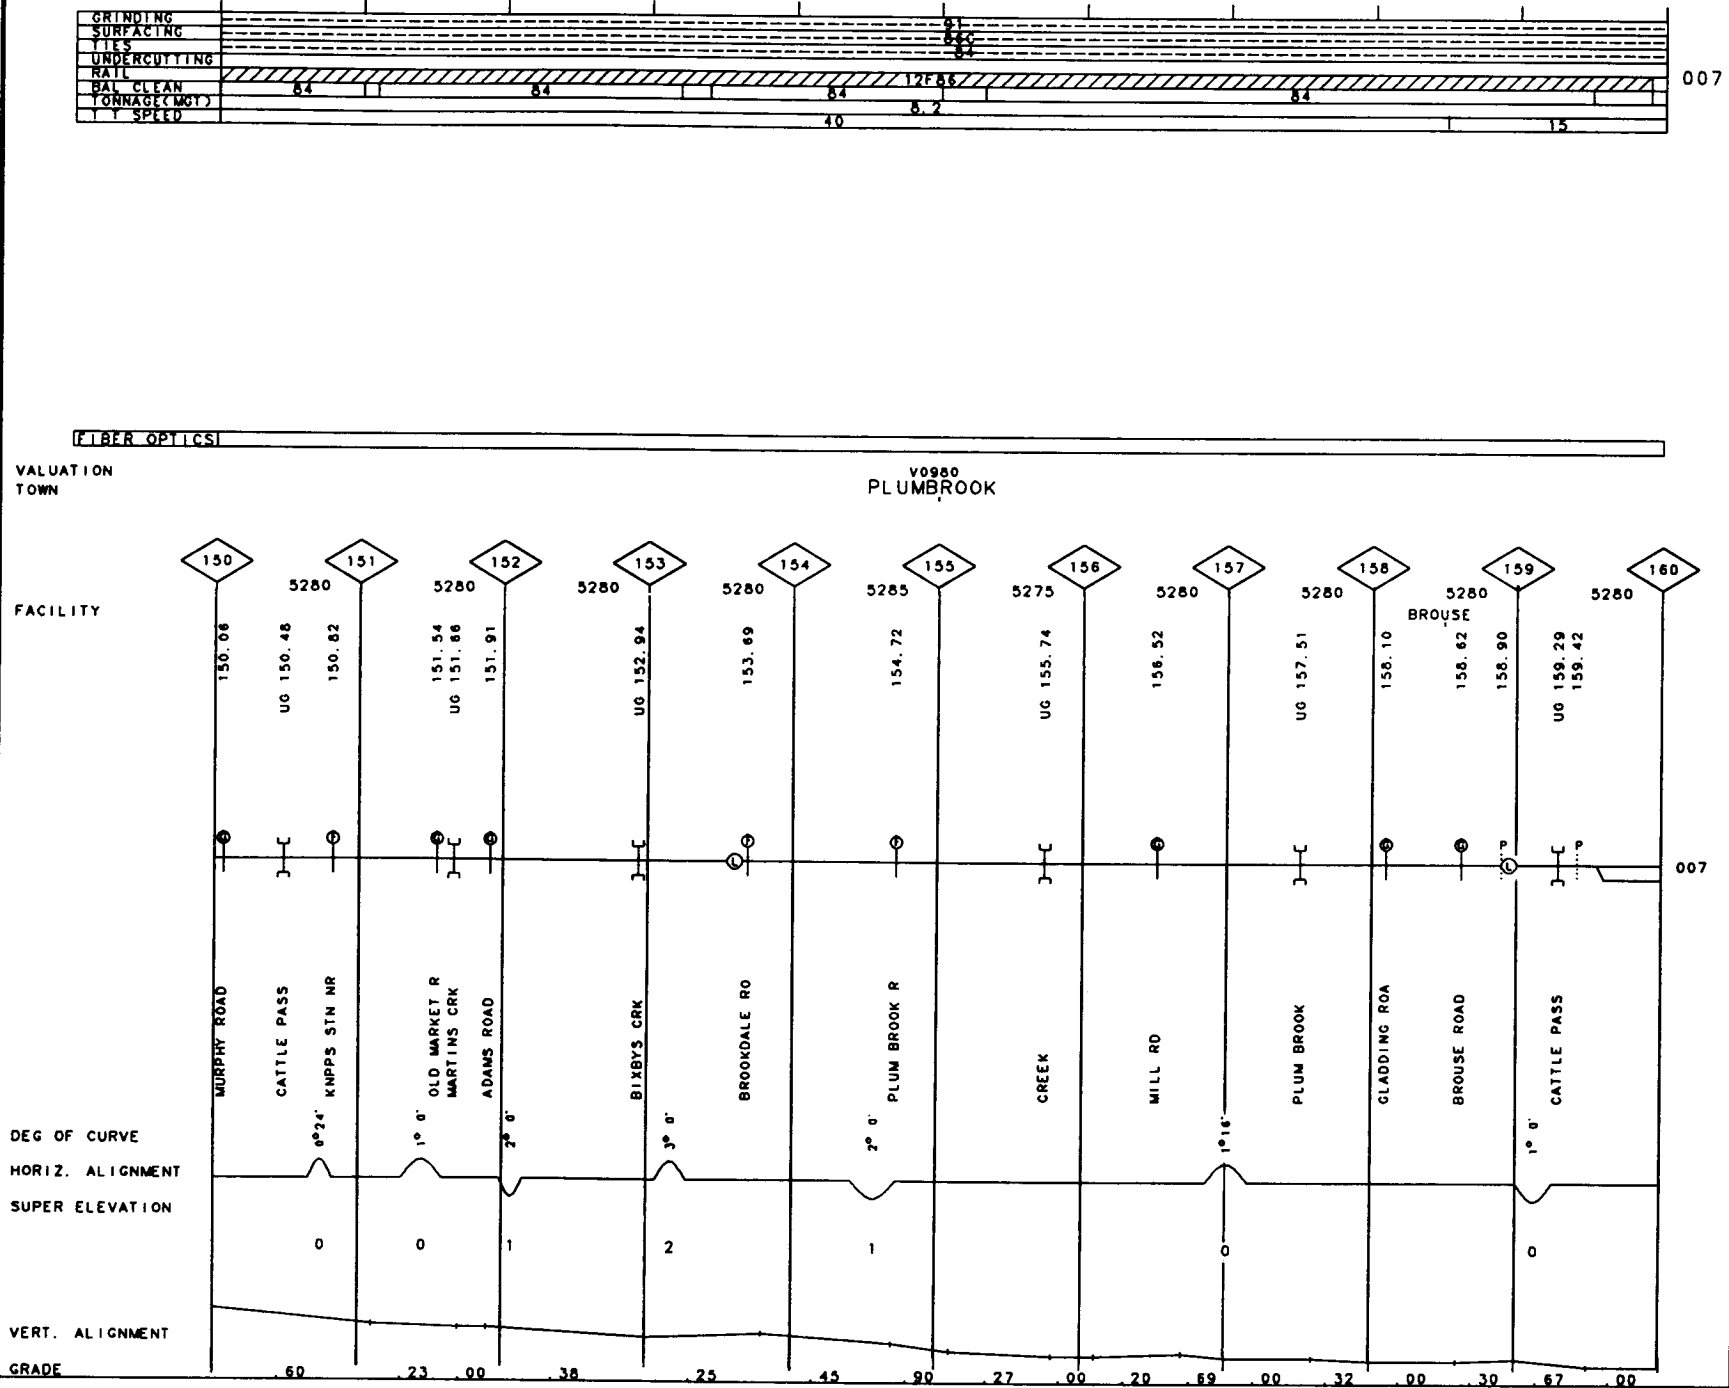 GRINDING 91
SURFACING 86C
TIES 84
UNDERCUTTING
RAIL 12F86 007
BAL CLEAN 84 84 84 84
TONNAGE(MGT) 8.2
T T SPEED 40 15
FIBER OPTICS
VALUATION V0980
TOWN PLUMBROOK
150 151 152 153 154 155 156 157 158 159 160
5280 5280 5280 5280 5285 5275 5280 5280 5280 5280
FACILITY BROUSE
150.06
UG 150.48
150.82
151.54
UG 151.66
151.91
UG 152.94
153.69
154.72
UG 155.74
156.52
UG 157.51
158.10
158.62
158.90
UG 159.29
159.42
L P L P 007
MURPHY ROAD
CATTLE PASS
KNPPS STN NR
OLD MARKET R
MARTINS CRK
ADAMS ROAD
BIXBYS CRK
BROOKDALE RO
PLUM BROOK R
CREEK
MILL RD
PLUM BROOK
GLADDING ROA
BROUSE ROAD
CATTLE PASS
DEG OF CURVE 0°24' 1° 0' 2° 0' 3° 0' 2° 0' 1°16' 1° 0'
HORIZ. ALIGNMENT
SUPER ELEVATION
0 0 1 2 1 0 0
VERT. ALIGNMENT
GRADE .60 .23 .00 .38 .25 .45 .90 .27 .00 .20 .69 .00 .32 .00 .30 .67 .00